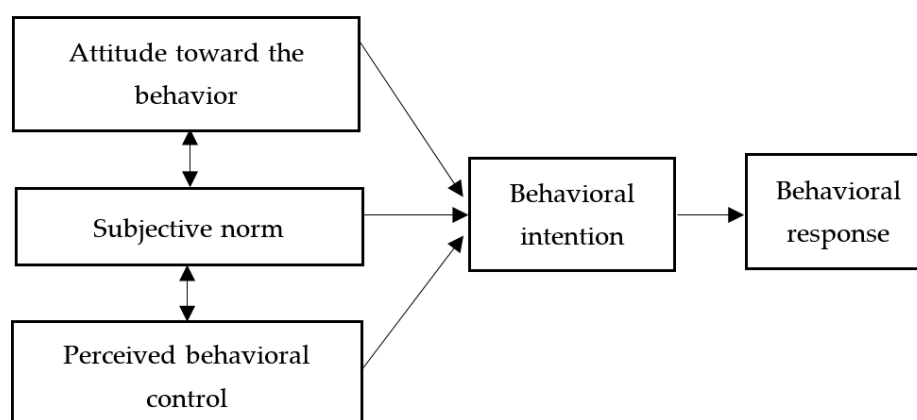 Attitude toward the
behavior
Subjective norm
Perceived behavioral
control
Behavioral
intention
Behavioral
response